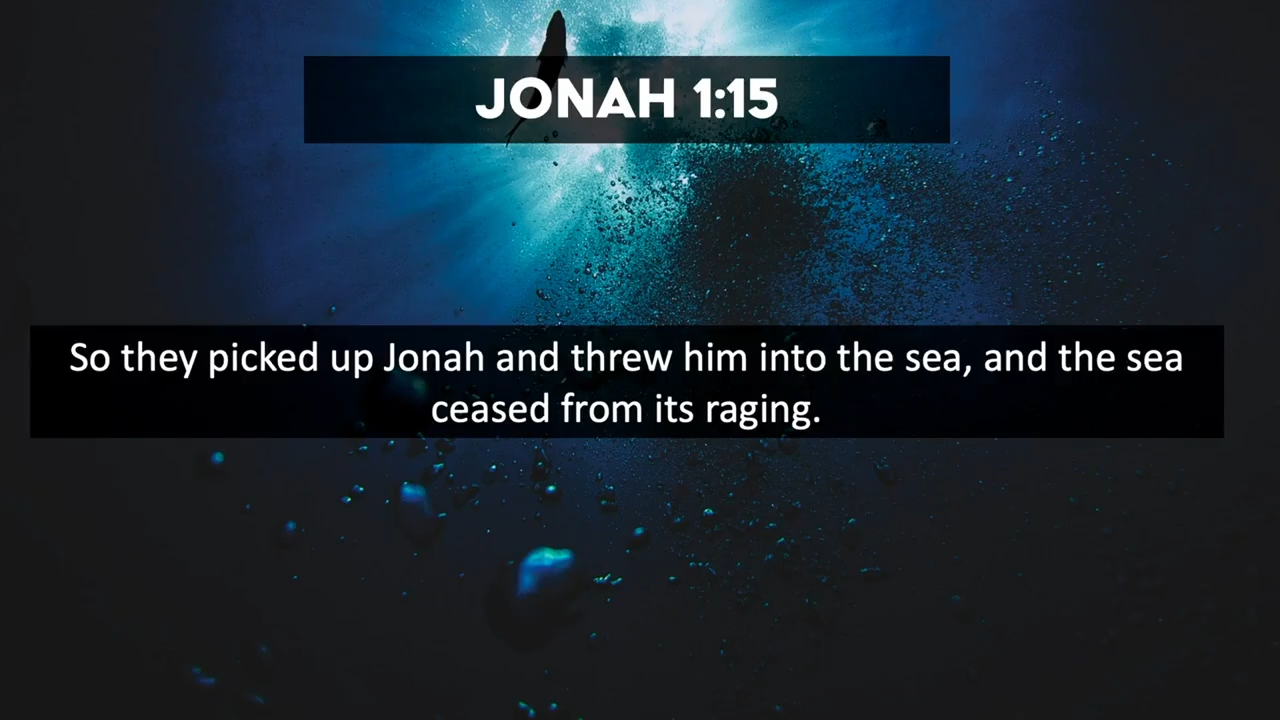 JONAH 1:15
So they picked up Jonah and threw him into the sea, and the sea
ceased from its raging.